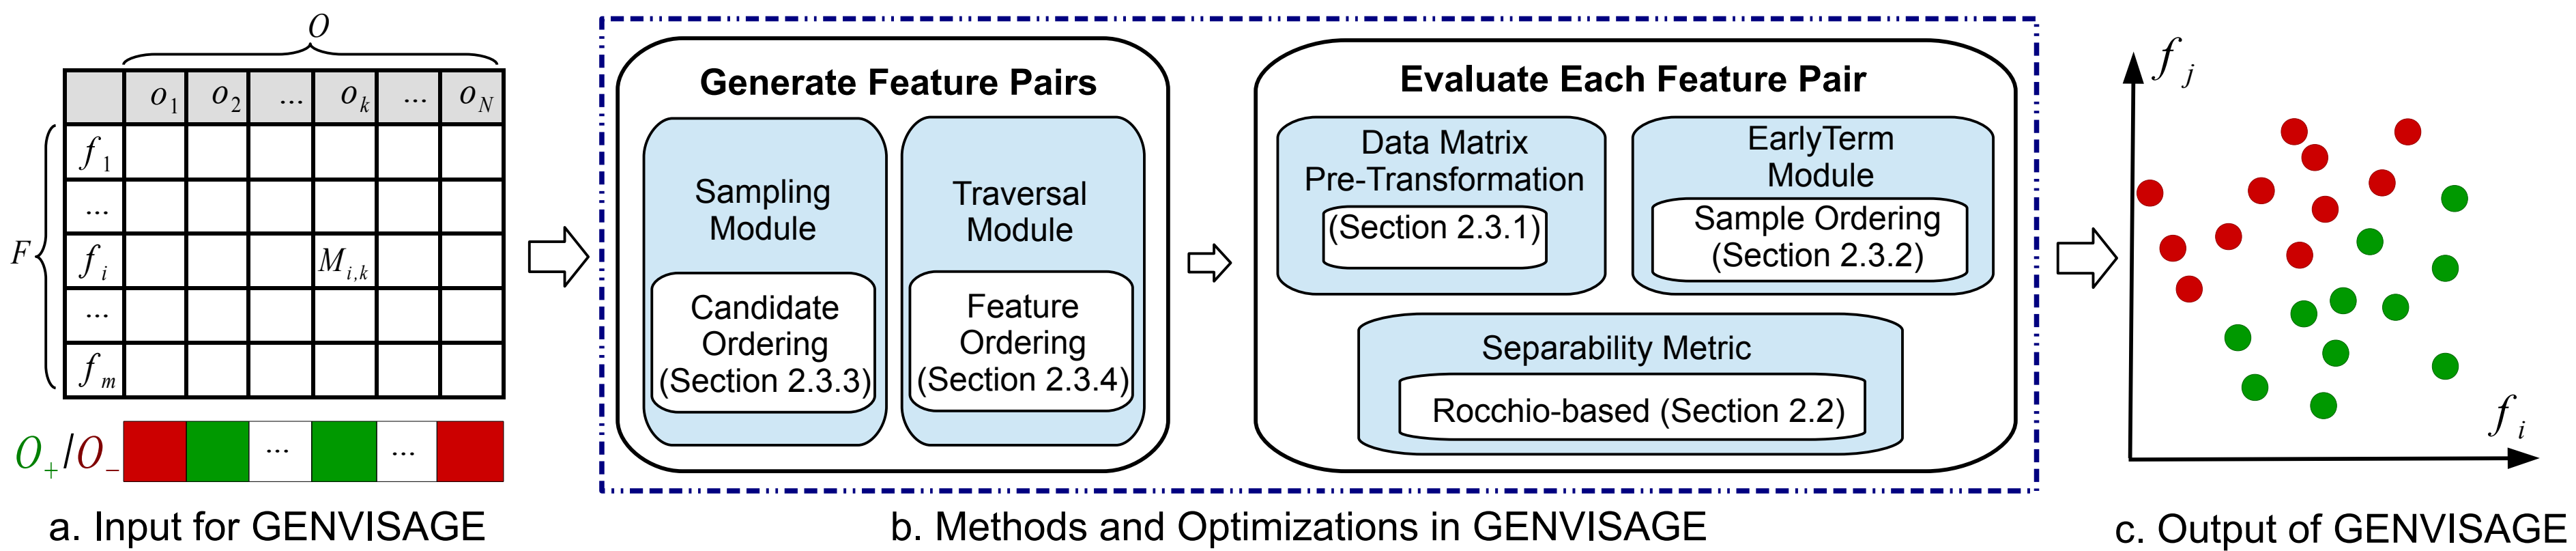 O
o1 o2 ... ok ... oN
f1
...
F
fi Mi,k
...
fm
O+/O− ... ...
a. Input for GENVISAGE
Generate Feature Pairs
Sampling
Module
Candidate
Ordering
(Section 2.3.3)
Traversal
Module
Feature
Ordering
(Section 2.3.4)
Evaluate Each Feature Pair
Data Matrix
Pre-Transformation
(Section 2.3.1)
EarlyTerm
Module
Sample Ordering
(Section 2.3.2)
Separability Metric
Rocchio-based (Section 2.2)
b. Methods and Optimizations in GENVISAGE
fj
fi
c. Output of GENVISAGE